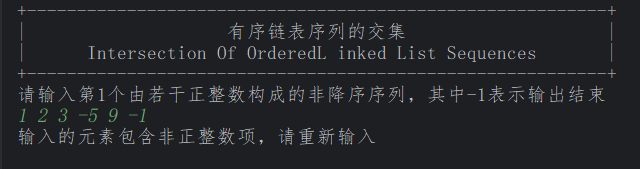 +----------------------------------------------------------+
|                    有序链表序列的交集                    |
|      Intersection Of OrderedL inked List Sequences       |
+----------------------------------------------------------+
请输入第1个由若干正整数构成的非降序序列，其中-1表示输出结束
1 2 3 -5 9 -1
输入的元素包含非正整数项，请重新输入